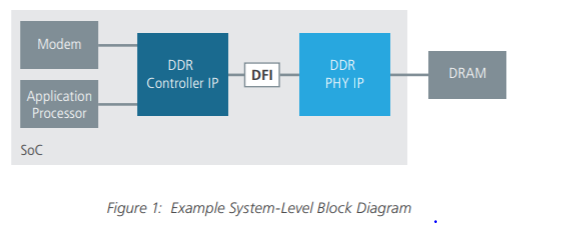 Modem
Application
Processor
DDR
Controller IP
DFI
DDR
PHY IP
DRAM
SoC
Figure 1: Example System-Level Block Diagram